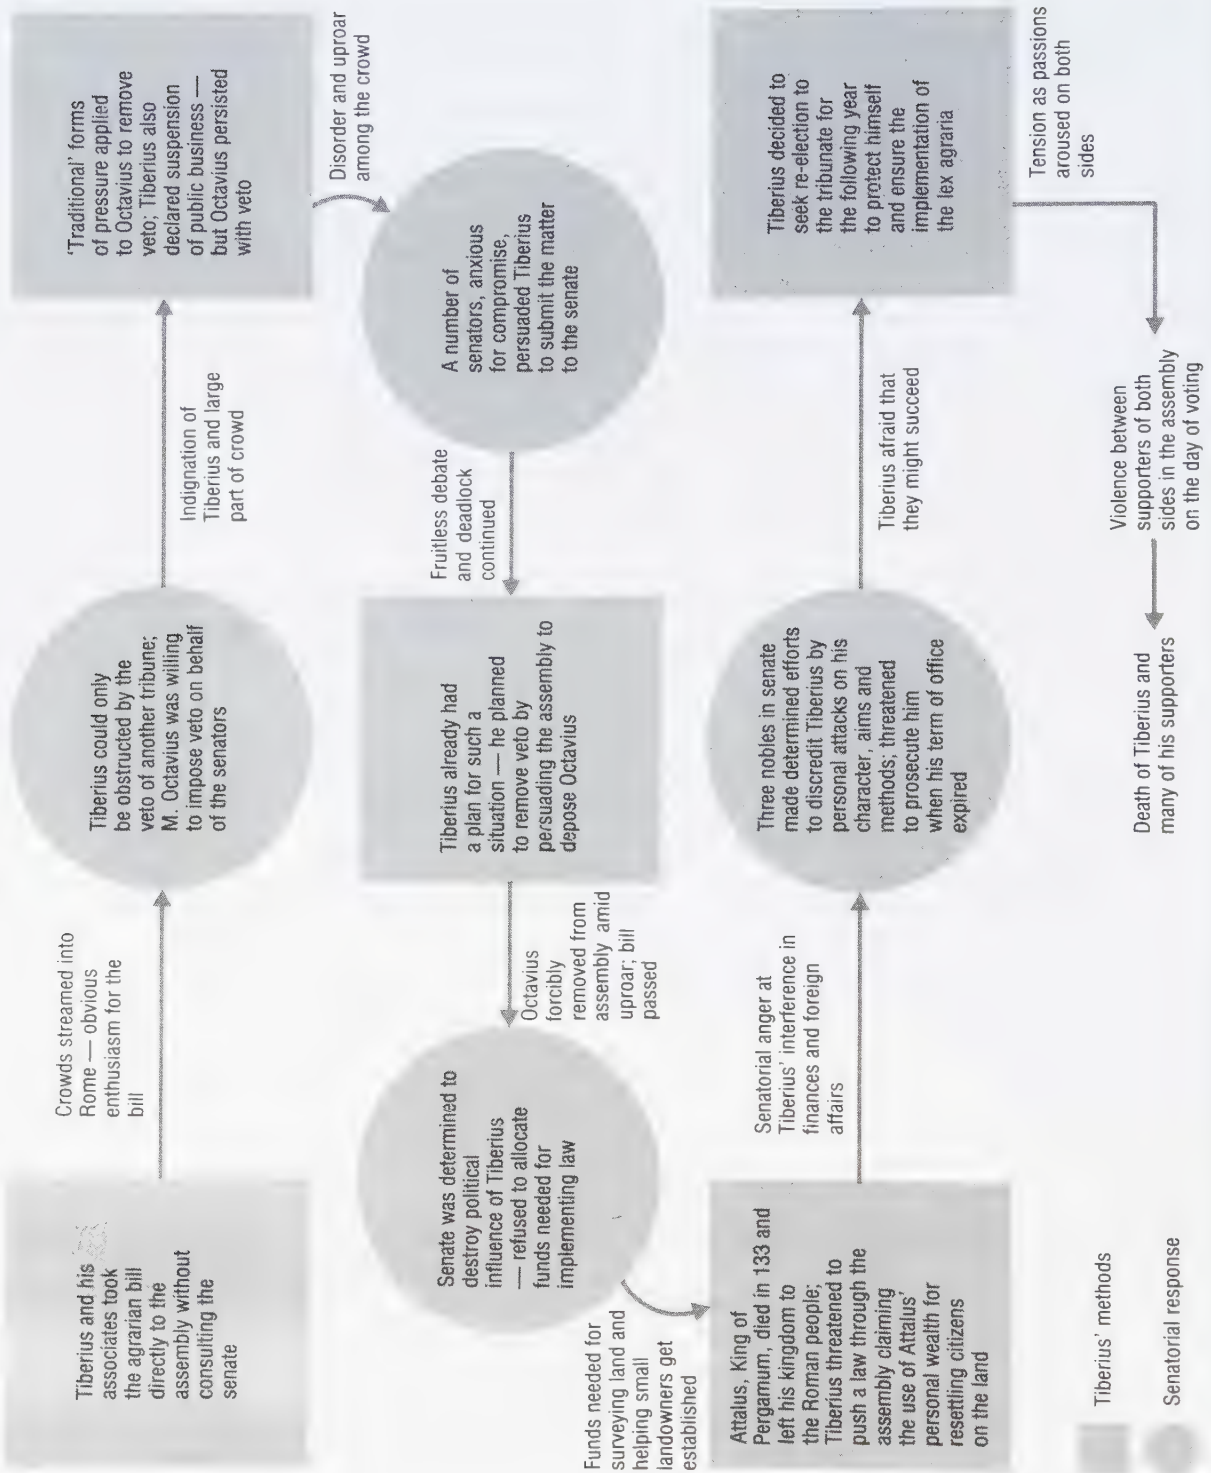 Tiberius and his
associates took
the agrarian bill
directly to the
assembly without
consulting the
senate
Crowds streamed into
Rome — obvious
enthusiasm for the
bill
Tiberius could only
be obstructed by the
veto of another tribune;
M. Octavius was willing
to impose veto on behalf
of the senators
Indignation of
Tiberius and large
part of crowd
'Traditional' forms
of pressure applied
to Octavius to remove
veto; Tiberius also
declared suspension
of public business —
but Octavius persisted
with veto
Disorder and uproar
among the crowd
A number of
senators, anxious
for compromise,
persuaded Tiberius
to submit the matter
to the senate
Fruitless debate
and deadlock
continued
Tiberius already had
a plan for such a
situation — he planned
to remove veto by
persuading the assembly to
depose Octavius
Octavius
forcibly
removed from
assembly amid
uproar; bill
passed
Senate was determined to
destroy political
influence of Tiberius
— refused to allocate
funds needed for
implementing law
Funds needed for
surveying land and
helping small
landowners get
established
Attalus, King of
Pergamum, died in 133 and
left his kingdom to
the Roman people;
Tiberius threatened to
push a law through the
assembly claiming
the use of Attalus'
personal wealth for
resettling citizens
on the land
Senatorial anger at
Tiberius' interference in
finances and foreign
affairs
Three nobles in senate
made determined efforts
to discredit Tiberius by
personal attacks on his
character, aims and
methods; threatened
to prosecute him
when his term of office
expired
Tiberius afraid that
they might succeed
Tiberius decided to
seek re-election to
the tribunate for
the following year
to protect himself
and ensure the
implementation of
the lex agraria
Tension as passions
aroused on both
sides
Violence between
supporters of both
sides in the assembly
on the day of voting
Death of Tiberius and
many of his supporters
Tiberius' methods
Senatorial response